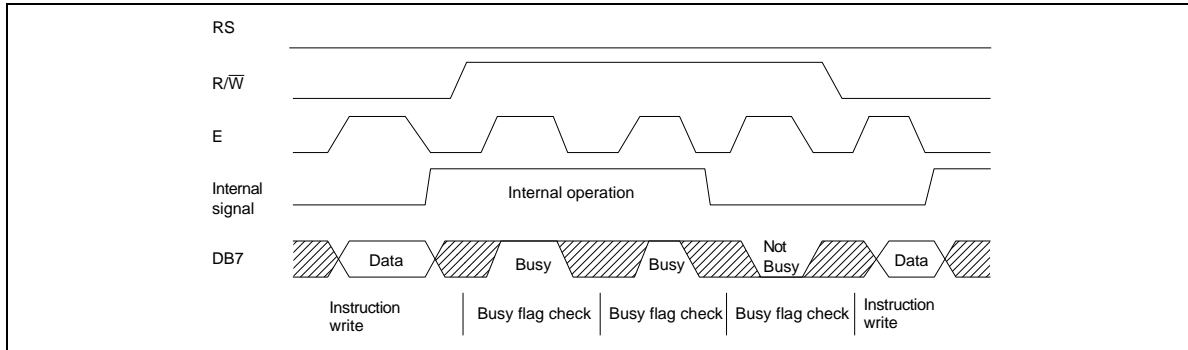 RS
R/W̅
E
Internal
signal
Internal operation
DB7
Data
Busy
Busy
Not
Busy
Data
Instruction
write
Busy flag check
Busy flag check
Busy flag check
Instruction
write